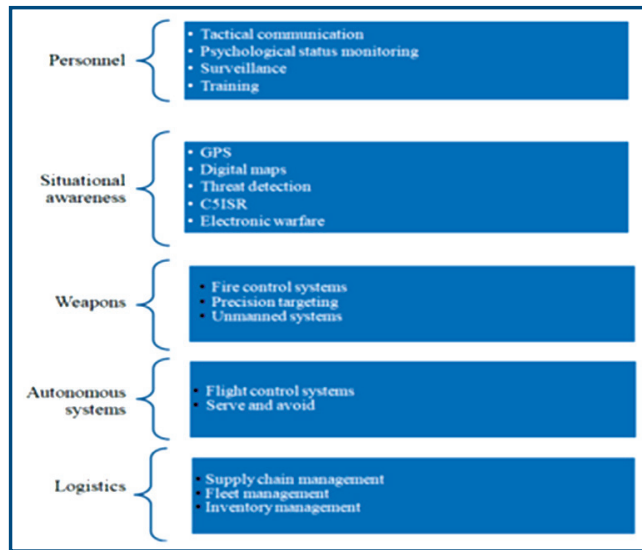 Personnel
• Tactical communication
• Psychological status monitoring
• Surveillance
• Training
Situational
awareness
• GPS
• Digital maps
• Threat detection
• C5ISR
• Electronic warfare
Weapons
• Fire control systems
• Precision targeting
• Unmanned systems
Autonomous
systems
• Flight control systems
• Serve and avoid
Logistics
• Supply chain management
• Fleet management
• Inventory management